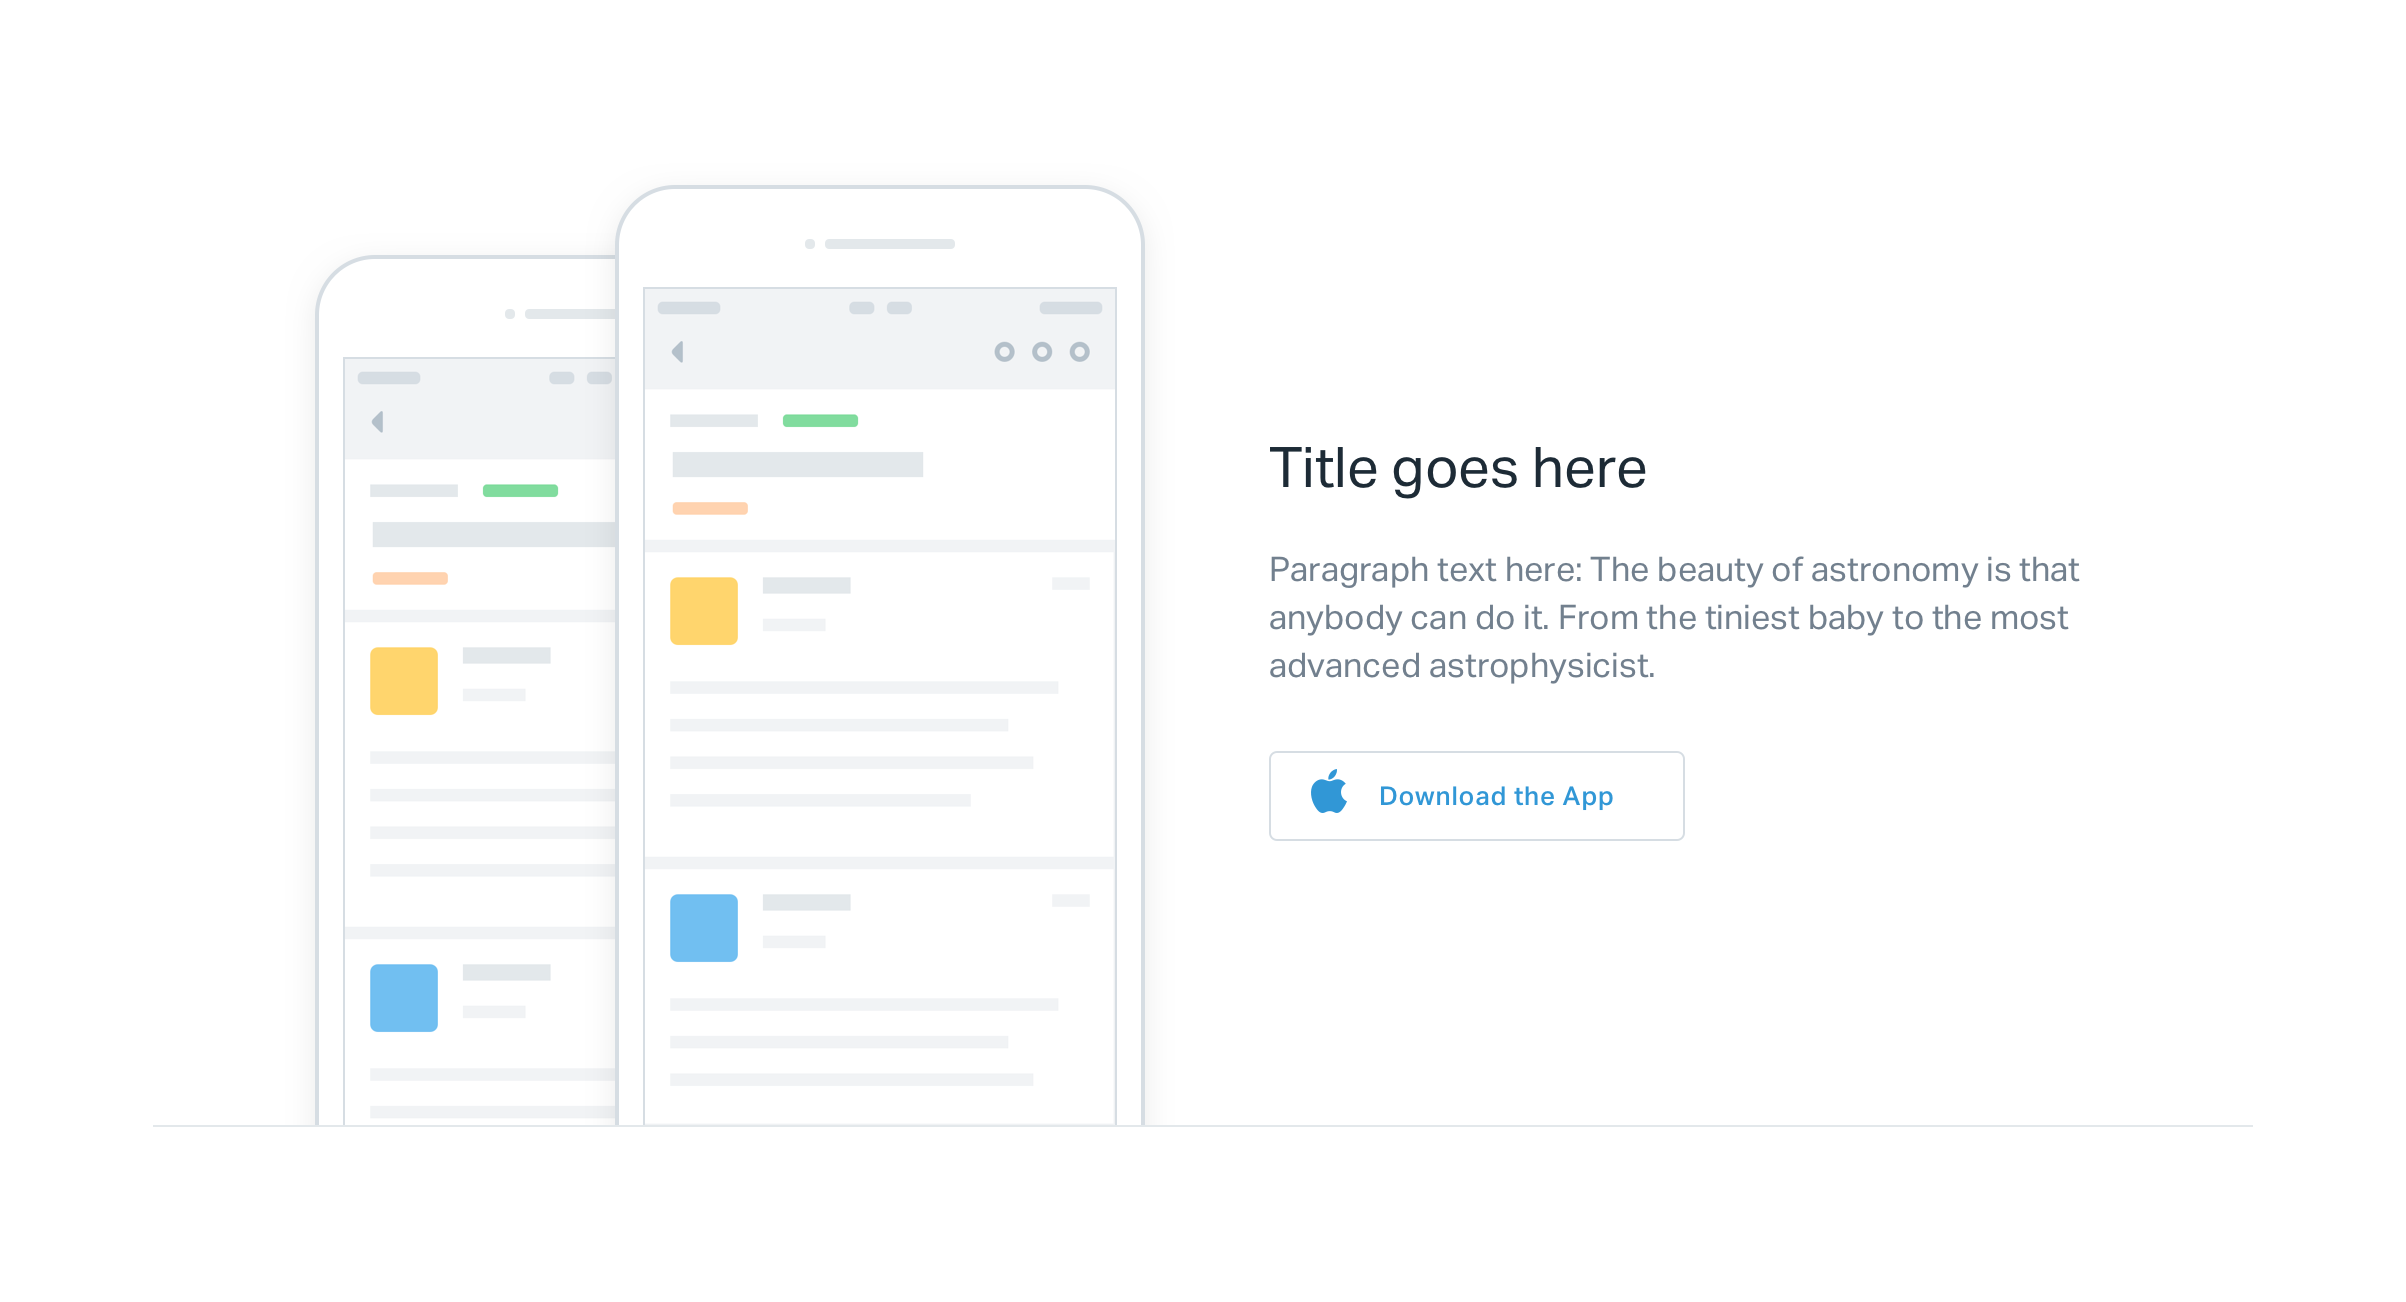 Title goes here
Paragraph text here: The beauty of astronomy is that
anybody can do it. From the tiniest baby to the most
advanced astrophysicist.
Download the App